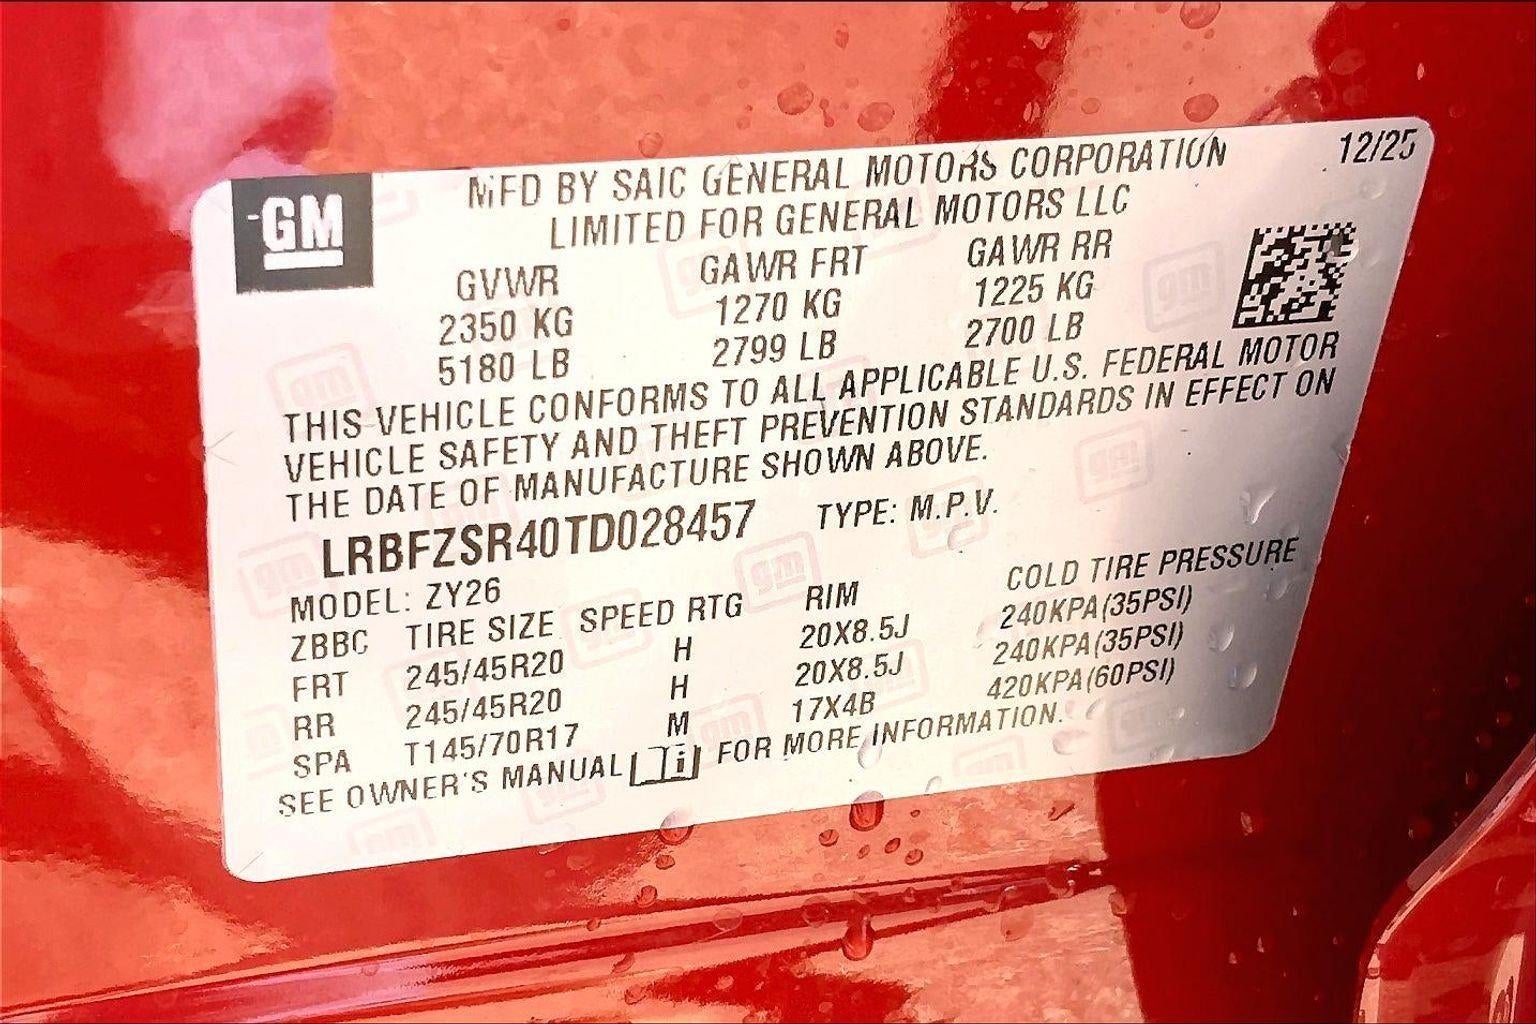 GM
MFD BY SAIC GENERAL MOTORS CORPORATION
LIMITED FOR GENERAL MOTORS LLC
12/25
GVWR GAWR FRT GAWR RR
2350 KG 1270 KG 1225 KG
5180 LB 2799 LB 2700 LB
THIS VEHICLE CONFORMS TO ALL APPLICABLE U.S. FEDERAL MOTOR
VEHICLE SAFETY AND THEFT PREVENTION STANDARDS IN EFFECT ON
THE DATE OF MANUFACTURE SHOWN ABOVE.
LRBFZSR40TD028457 TYPE: M.P.V.
MODEL: ZY26
ZBBC TIRE SIZE SPEED RTG RIM COLD TIRE PRESSURE
FRT 245/45R20 H 20X8.5J 240KPA(35PSI)
RR 245/45R20 H 20X8.5J 240KPA(35PSI)
SPA T145/70R17 M 17X4B 420KPA(60PSI)
SEE OWNER'S MANUAL i FOR MORE INFORMATION.